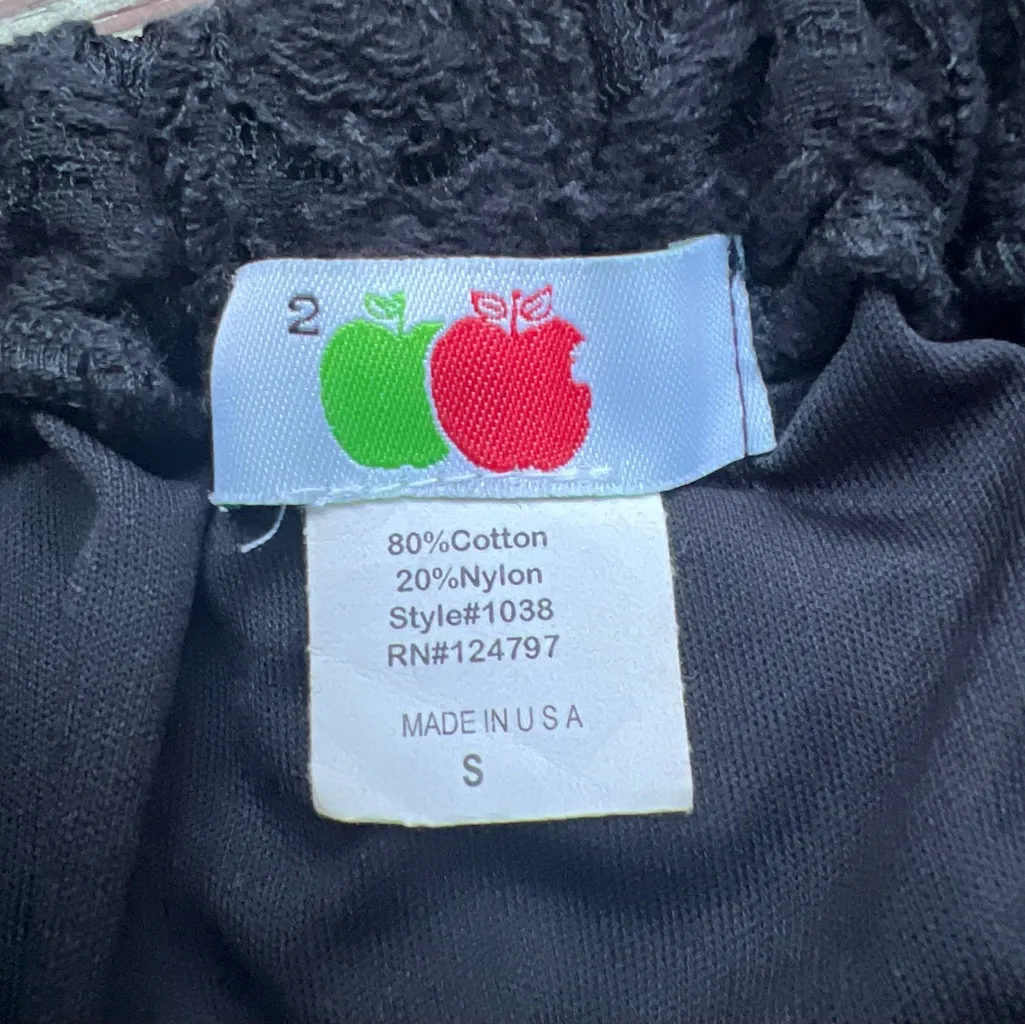 2
80%Cotton
20%Nylon
Style#1038
RN#124797
MADE IN U S A
S